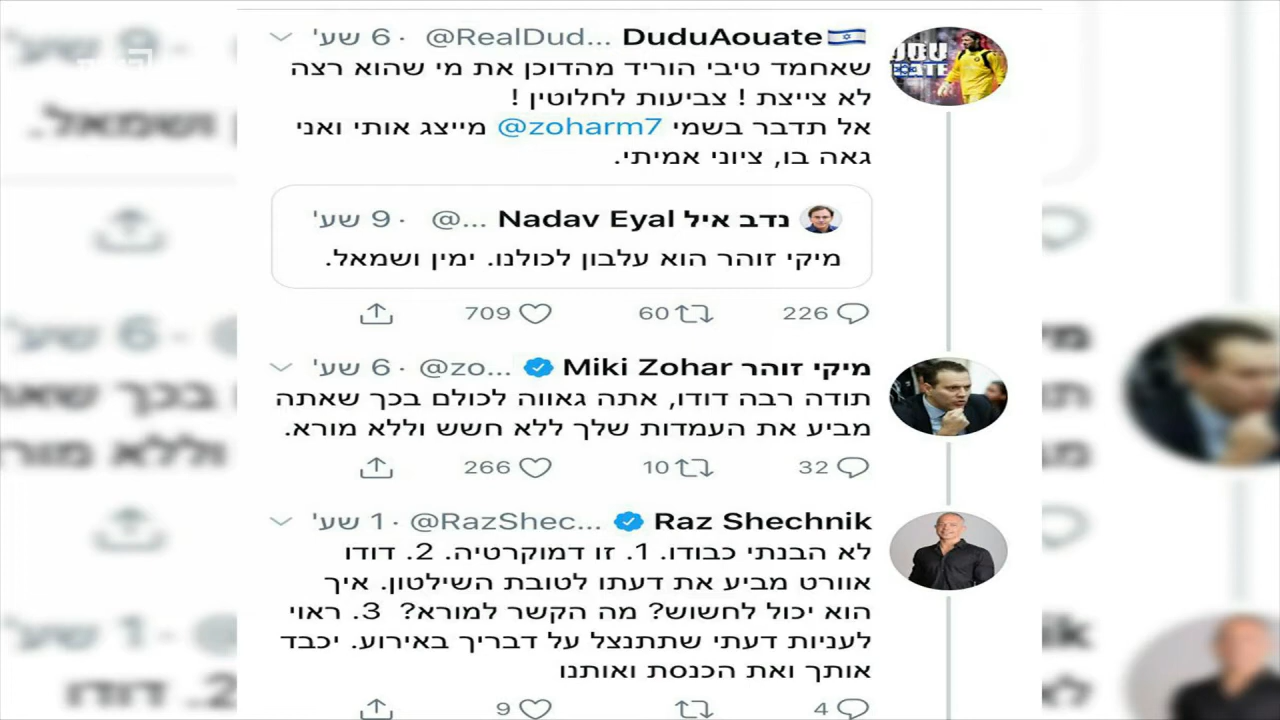 DuduAouate🇮🇱 @RealDud... · 6 שע'
שאחמד טיבי הוריד מהדוכן את מי שהוא רצה
לא צייצת ! צביעות לחלוטין !
אל תדבר בשמי @zoharm7 מייצג אותי ואני
גאה בו, ציוני אמיתי.
נדב איל Nadav Eyal @... · 9 שע'
מיקי זוהר הוא עלבון לכולנו. ימין ושמאל.
226 60 709
מיקי זוהר Miki Zohar @zo... · 6 שע'
תודה רבה דודו, אתה גאווה לכולם בכך שאתה
מביע את העמדות שלך ללא חשש וללא מורא.
32 10 266
Raz Shechnik @RazShec... · 1 שע'
לא הבנתי כבודו. 1. זו דמוקרטיה. 2. דודו
אוורט מביע את דעתו לטובת השילטון. איך
הוא יכול לחשוש? מה הקשר למורא? 3. ראוי
לעניות דעתי שתתנצל על דבריך באירוע. יכבד
אותך ואת הכנסת ואותנו
4 9